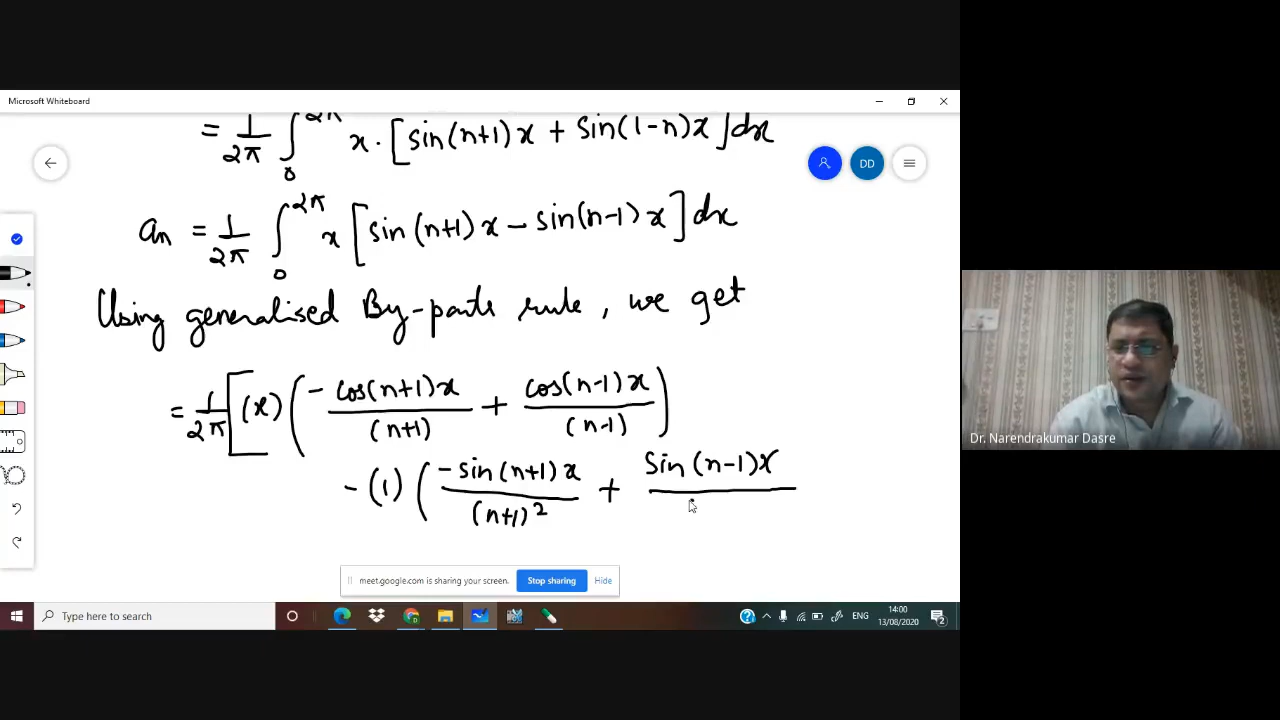 Microsoft Whiteboard
= 1/2π ∫₀^2π x · [sin(n+1)x + sin(1-n)x] dx
DD
an = 1/2π ∫₀^2π x [sin(n+1)x - sin(n-1)x] dx
Using generalised By-parts rule, we get
= 1/2π [(x) (-cos(n+1)x/(n+1) + cos(n-1)x/(n-1))
- (1) (-sin(n+1)x/(n+1)² + sin(n-1)x
Dr. Narendrakumar Dasre
meet.google.com is sharing your screen. Stop sharing Hide
Type here to search
ENG
14:00
13/08/2020
2